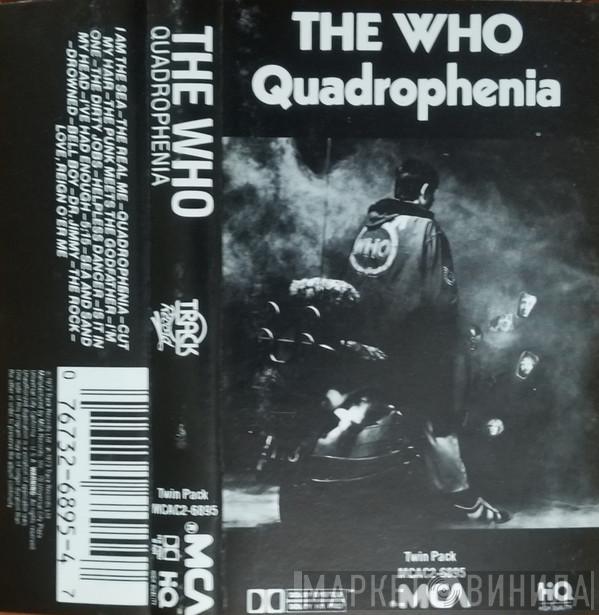 THE WHO
Quadrophenia
WHO
Twin Pack
MCAC2-6895
MCA
HQ
THE WHO
QUADROPHENIA
TRACK
Record
Twin Pack
MCAC2-6895
MCA
HQ
I AM THE SEA–THE REAL ME–QUADROPHENIA–CUT
MY HAIR–THE PUNK MEETS THE GODFATHER–I'M
ONE–THE DIRTY JOBS–HELPLESS DANCER–IS IT IN
MY HEAD–I'VE HAD ENOUGH–5:15–SEA AND SAND
–DROWNED–BELL BOY–DR. JIMMY–THE ROCK–
LOVE, REIGN O'ER ME
0 76732-6895-4 7
МАРКЕТ ВИНИЛА